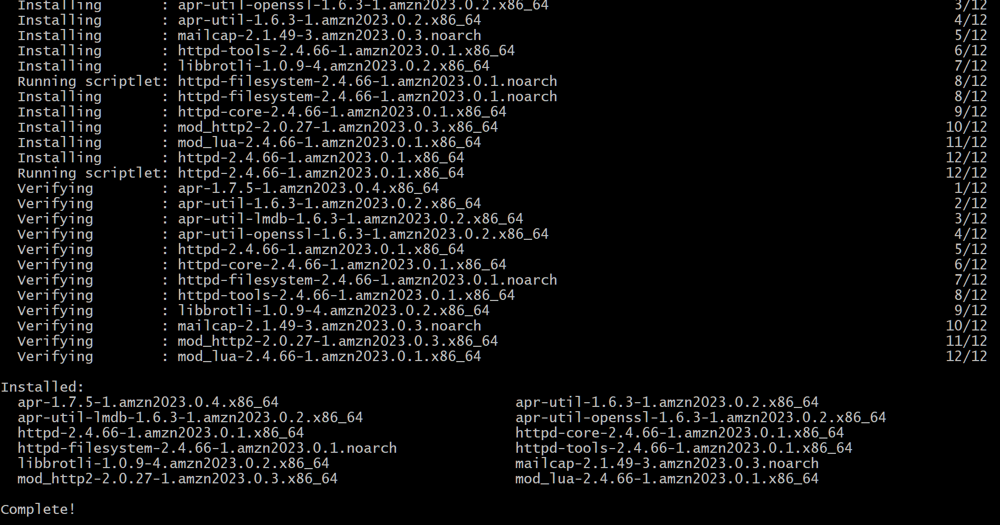 Installing : apr-util-openssl-1.6.3-1.amzn2023.0.2.x86_64 3/12
Installing : apr-util-1.6.3-1.amzn2023.0.2.x86_64 4/12
Installing : mailcap-2.1.49-3.amzn2023.0.3.noarch 5/12
Installing : httpd-tools-2.4.66-1.amzn2023.0.1.x86_64 6/12
Installing : libbrotli-1.0.9-4.amzn2023.0.2.x86_64 7/12
Running scriptlet: httpd-filesystem-2.4.66-1.amzn2023.0.1.noarch 8/12
Installing : httpd-filesystem-2.4.66-1.amzn2023.0.1.noarch 8/12
Installing : httpd-core-2.4.66-1.amzn2023.0.1.x86_64 9/12
Installing : mod_http2-2.0.27-1.amzn2023.0.3.x86_64 10/12
Installing : mod_lua-2.4.66-1.amzn2023.0.1.x86_64 11/12
Installing : httpd-2.4.66-1.amzn2023.0.1.x86_64 12/12
Running scriptlet: httpd-2.4.66-1.amzn2023.0.1.x86_64 12/12
Verifying : apr-1.7.5-1.amzn2023.0.4.x86_64 1/12
Verifying : apr-util-1.6.3-1.amzn2023.0.2.x86_64 2/12
Verifying : apr-util-lmdb-1.6.3-1.amzn2023.0.2.x86_64 3/12
Verifying : apr-util-openssl-1.6.3-1.amzn2023.0.2.x86_64 4/12
Verifying : httpd-2.4.66-1.amzn2023.0.1.x86_64 5/12
Verifying : httpd-core-2.4.66-1.amzn2023.0.1.x86_64 6/12
Verifying : httpd-filesystem-2.4.66-1.amzn2023.0.1.noarch 7/12
Verifying : httpd-tools-2.4.66-1.amzn2023.0.1.x86_64 8/12
Verifying : libbrotli-1.0.9-4.amzn2023.0.2.x86_64 9/12
Verifying : mailcap-2.1.49-3.amzn2023.0.3.noarch 10/12
Verifying : mod_http2-2.0.27-1.amzn2023.0.3.x86_64 11/12
Verifying : mod_lua-2.4.66-1.amzn2023.0.1.x86_64 12/12
Installed:
apr-1.7.5-1.amzn2023.0.4.x86_64 apr-util-1.6.3-1.amzn2023.0.2.x86_64
apr-util-lmdb-1.6.3-1.amzn2023.0.2.x86_64 apr-util-openssl-1.6.3-1.amzn2023.0.2.x86_64
httpd-2.4.66-1.amzn2023.0.1.x86_64 httpd-core-2.4.66-1.amzn2023.0.1.x86_64
httpd-filesystem-2.4.66-1.amzn2023.0.1.noarch httpd-tools-2.4.66-1.amzn2023.0.1.x86_64
libbrotli-1.0.9-4.amzn2023.0.2.x86_64 mailcap-2.1.49-3.amzn2023.0.3.noarch
mod_http2-2.0.27-1.amzn2023.0.3.x86_64 mod_lua-2.4.66-1.amzn2023.0.1.x86_64
Complete!